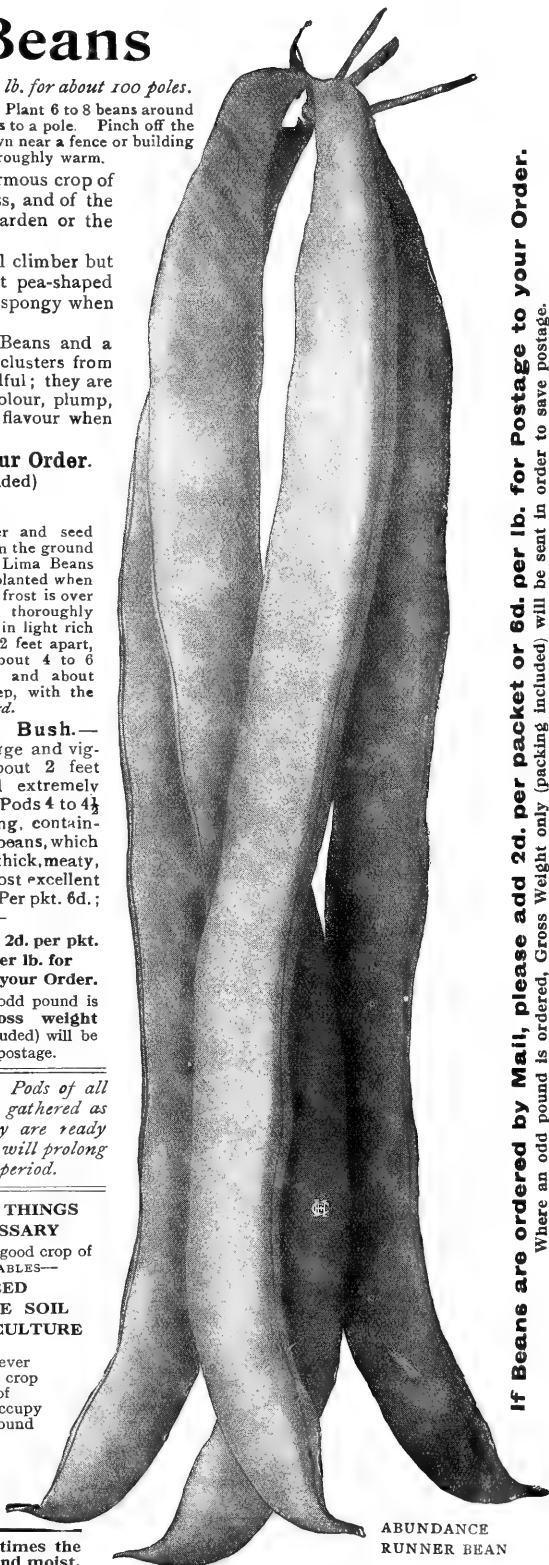 Beans
lb. for about 100 poles.
Plant 6 to 8 beans around
s to a pole. Pinch off the
vn near a fence or building
roughly warm.
rmous crop of
ss, and of the
arden or the
l climber but
t pea-shaped
spongy when
Beans and a
clusters from
lful; they are
olour, plump,
flavour when
ur Order.
ded)
er and seed
n the ground
Lima Beans
planted when
frost is over
thoroughly
in light rich
2 feet apart,
bout 4 to 6
and about
ep, with the
rd.
Bush.—
rge and vig-
bout 2 feet
l extremely
Pods 4 to 4½
ng, contain-
beans, which
thick, meaty,
ost excellent
Per pkt. 6d.;
–
2d. per pkt.
er lb. for
your Order.
odd pound is
oss weight
uded) will be
postage.
Pods of all
gathered as
y are ready
will prolong
period.
THINGS
SSARY
good crop of
ABLES—
ED
E SOIL
CULTURE
ever
crop
of
ccupy
ound
times the
nd moist.
ABUNDANCE
RUNNER BEAN
If Beans are ordered by Mail, please add 2d. per packet or 6d. per lb. for Postage to your Order.
Where an odd pound is ordered, Gross Weight only (packing included) will be sent in order to save postage.